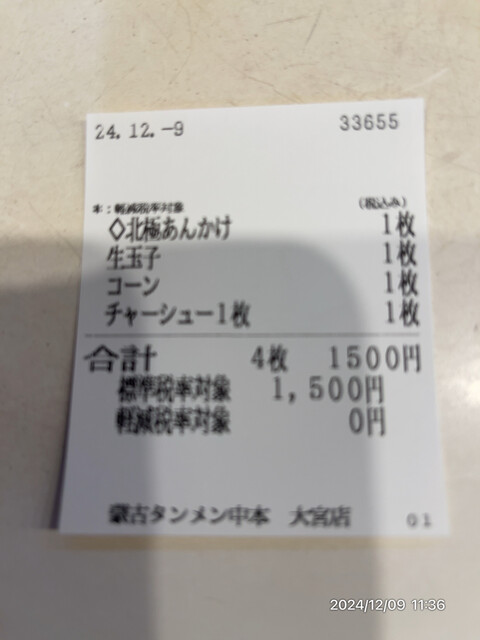 24.12.-9 33655
*：軽減税率対象 (税込み)
◇北極あんかけ 1枚
生玉子 1枚
コーン 1枚
チャーシュー1枚 1枚
合計 4枚 1500円
標準税率対象 1,500円
軽減税率対象 0円
蒙古タンメン中本 大宮店 01
2024/12/09 11:36